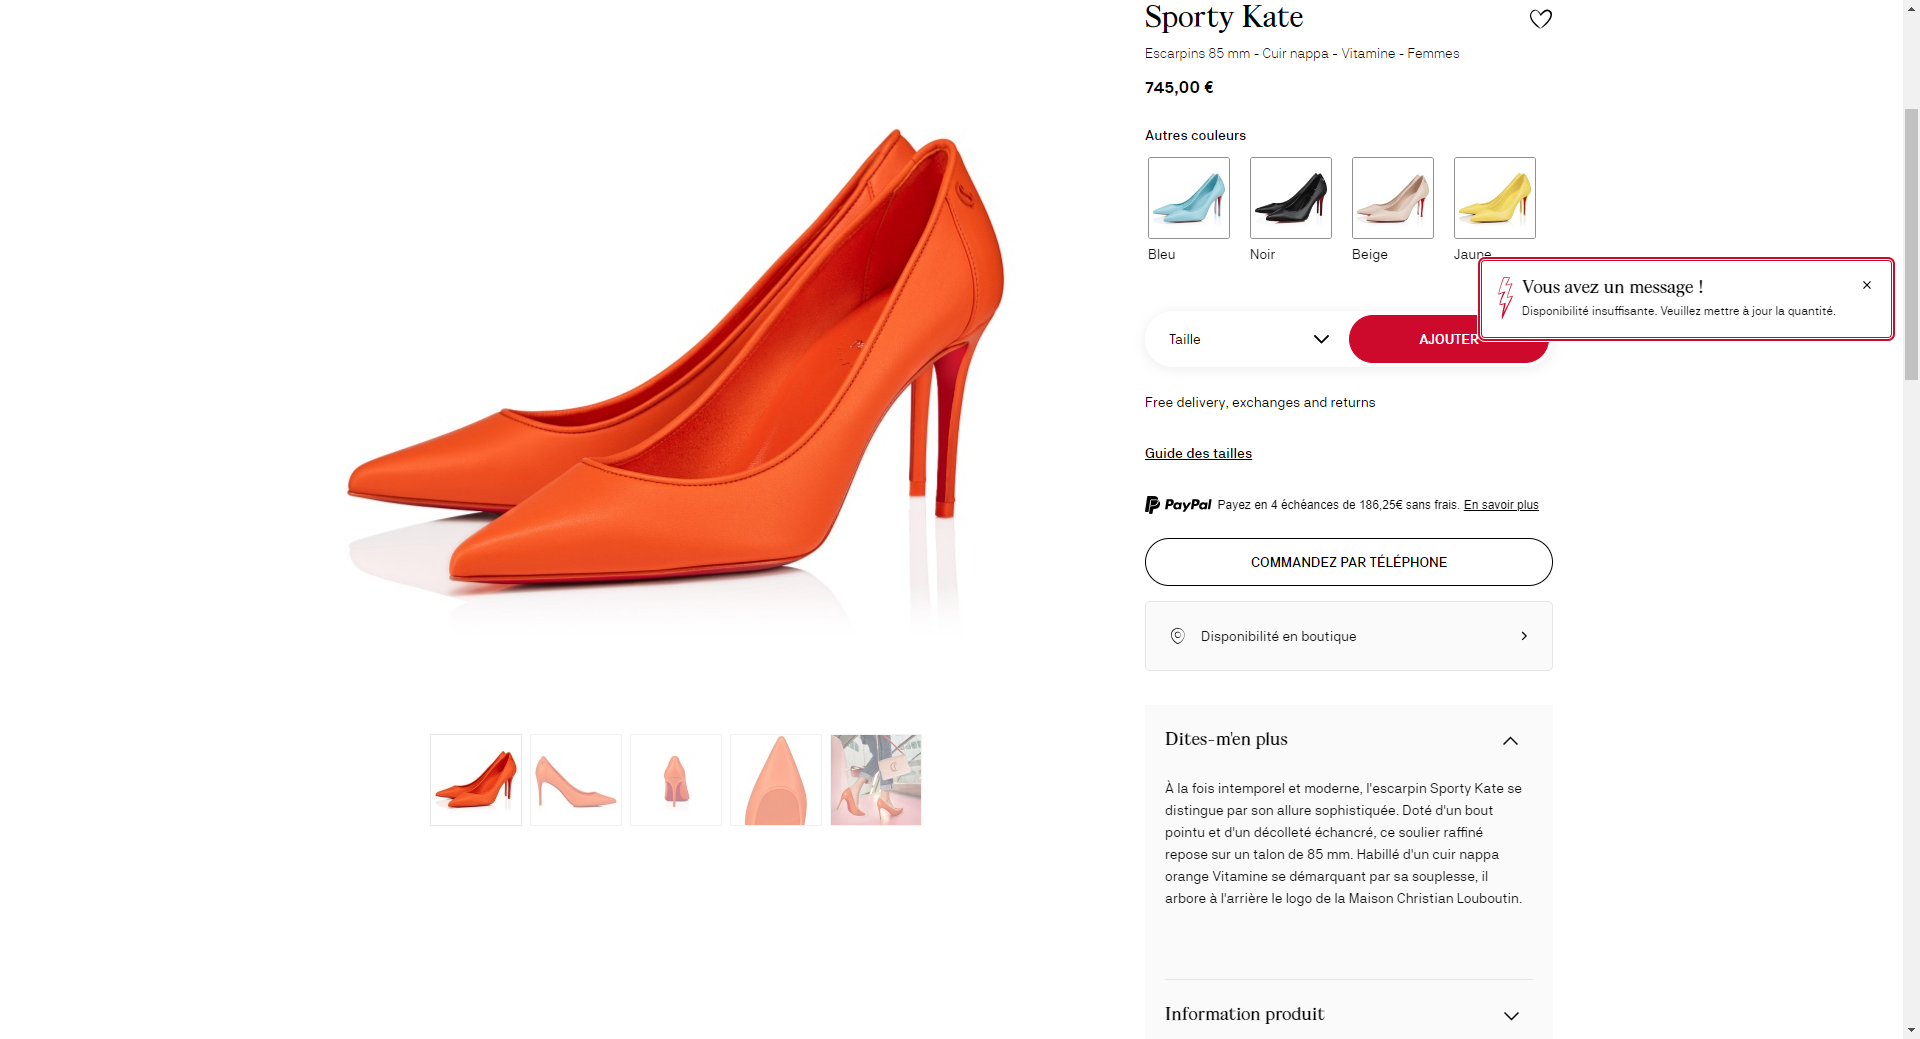 Sporty Kate
Escarpins 85 mm - Cuir nappa - Vitamine - Femmes
745,00 €
Autres couleurs
Bleu
Noir
Beige
Jaune
Vous avez un message !
Disponibilité insuffisante. Veuillez mettre à jour la quantité.
Taille
AJOUTER
Free delivery, exchanges and returns
Guide des tailles
PayPal Payez en 4 échéances de 186,25€ sans frais. En savoir plus
COMMANDEZ PAR TÉLÉPHONE
Disponibilité en boutique
Dites-m'en plus
À la fois intemporel et moderne, l'escarpin Sporty Kate se
distingue par son allure sophistiquée. Doté d'un bout
pointu et d'un décolleté échancré, ce soulier raffiné
repose sur un talon de 85 mm. Habillé d'un cuir nappa
orange Vitamine se démarquant par sa souplesse, il
arbore à l'arrière le logo de la Maison Christian Louboutin.
Information produit